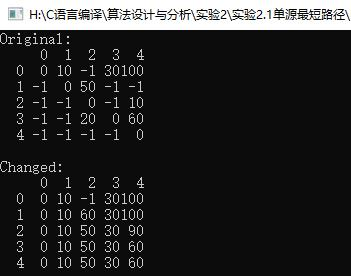 H:\C语言编译\算法设计与分析\实验2\实验2.1单源最短路径\
Original:
      0  1  2  3  4
  0  0 10 -1 30100
  1 -1  0 50 -1 -1
  2 -1 -1  0 -1 10
  3 -1 -1 20  0 60
  4 -1 -1 -1 -1  0
Changed:
      0  1  2  3  4
  0  0 10 -1 30100
  1  0 10 60 30100
  2  0 10 50 30 90
  3  0 10 50 30 60
  4  0 10 50 30 60